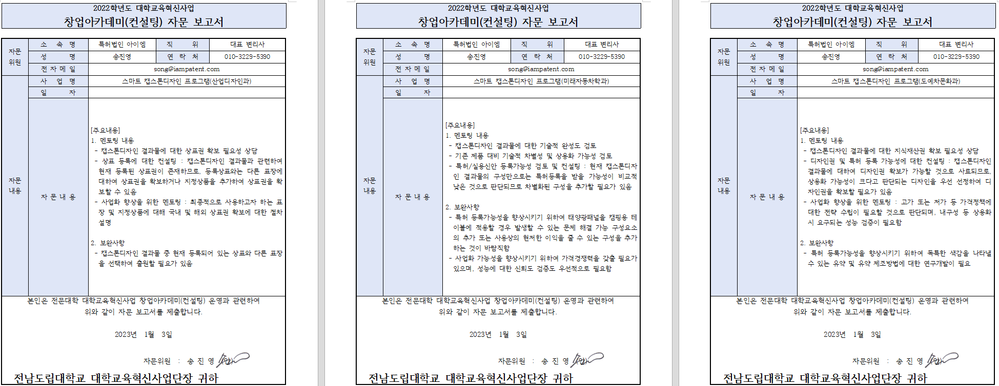 2022학년도 대학교육혁신사업
창업아카데미(컨설팅) 자문 보고서
자문
위원
소 속 명
특허법인 아이엠
직 위
대표 변리사
성 명
송진영
연 락 처
010-3229-5390
전 자 메 일
song@iampatent.com
자문
내용
사 업 명
스마트 캡스톤디자인 프로그램(산업디자인과)
일 자
자 문 내 용
[주요내용]
1. 멘토링 내용
- 캡스톤디자인 결과물에 대한 상표권 확보 필요성 상담
- 상표 등록에 대한 컨설팅 : 캡스톤디자인 결과물과 관련하여
현재 등록된 상표권이 존재하므로, 등록상표와는 다른 표장에
대하여 상표권을 확보하거나 지정상품을 추가하여 상표권을 확
보할 수 있음
- 사업화 향상을 위한 멘토링 : 최종적으로 사용하고자 하는 표
장 및 지정상품에 대해 국내 및 해외 상표권 확보에 대한 절차
설명
2. 보완사항
- 캡스톤디자인 결과물 중 현재 등록되어 있는 상표와 다른 표장
을 선택하여 출원할 필요가 있음
본인은 전문대학 대학교육혁신사업 창업아카데미(컨설팅) 운영과 관련하여
위와 같이 자문 보고서를 제출합니다.
2023년 1월 3일
자문위원 : 송 진 영 (인)
전남도립대학교 대학교육혁신사업단장 귀하
2022학년도 대학교육혁신사업
창업아카데미(컨설팅) 자문 보고서
자문
위원
소 속 명
특허법인 아이엠
직 위
대표 변리사
성 명
송진영
연 락 처
010-3229-5390
전 자 메 일
song@iampatent.com
자문
내용
사 업 명
스마트 캡스톤디자인 프로그램(미래자동차학과)
일 자
자 문 내 용
[주요내용]
1. 멘토링 내용
- 캡스톤디자인 결과물에 대한 기술적 완성도 검토
- 기존 제품 대비 기술적 차별성 및 상용화 가능성 검토
- 특허/실용신안 등록가능성 검토 및 컨설팅 : 현재 캡스톤디자
인 결과물의 구성만으로는 특허등록을 받을 가능성이 비교적
낮은 것으로 판단되므로 차별화된 구성을 추가할 필요가 있음
2. 보완사항
- 특허 등록가능성을 향상시키기 위하여 태양광패널을 캠핑용 테
이블에 적용할 경우 발생할 수 있는 문제 해결 가능 구성요소
의 추가 또는 사용상의 현저한 이익을 줄 수 있는 구성을 추가
하는 것이 바람직함
- 사업화 가능성을 향상시키기 위하여 가격경쟁력을 갖출 필요가
있으며, 성능에 대한 신뢰도 검증도 우선적으로 필요함
본인은 전문대학 대학교육혁신사업 창업아카데미(컨설팅) 운영과 관련하여
위와 같이 자문 보고서를 제출합니다.
2023년 1월 3일
자문위원 : 송 진 영 (인)
전남도립대학교 대학교육혁신사업단장 귀하
2022학년도 대학교육혁신사업
창업아카데미(컨설팅) 자문 보고서
자문
위원
소 속 명
특허법인 아이엠
직 위
대표 변리사
성 명
송진영
연 락 처
010-3229-5390
전 자 메 일
song@iampatent.com
자문
내용
사 업 명
스마트 캡스톤디자인 프로그램(도예차문화과)
일 자
자 문 내 용
[주요내용]
1. 멘토링 내용
- 캡스톤디자인 결과물에 대한 지식재산권 확보 필요성 상담
- 디자인권 및 특허 등록 가능성에 대한 컨설팅 : 캡스톤디자인
결과물에 대하여 디자인권 확보가 가능할 것으로 사료되므로,
상용화 가능성이 크다고 판단되는 디자인을 우선 선정하여 디
자인권을 확보할 필요가 있음
- 사업화 향상을 위한 멘토링 : 고가 또는 저가 등 가격정책에
대한 전략 수립이 필요할 것으로 판단되며, 내구성 등 상용화
시 요구되는 성능 검증이 필요함
2. 보완사항
- 특허 등록가능성을 향상시키기 위하여 독특한 색감을 나타낼
수 있는 유약 및 유약 제조방법에 대한 연구개발이 필요
본인은 전문대학 대학교육혁신사업 창업아카데미(컨설팅) 운영과 관련하여
위와 같이 자문 보고서를 제출합니다.
2023년 1월 3일
자문위원 : 송 진 영 (인)
전남도립대학교 대학교육혁신사업단장 귀하